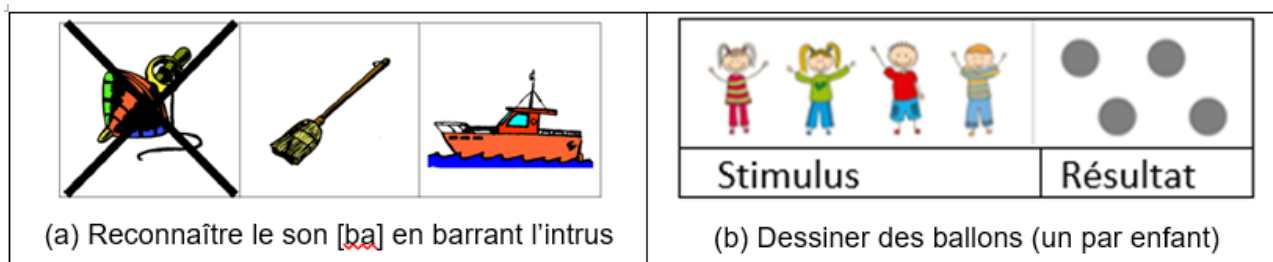 Stimulus
Résultat
(a) Reconnaître le son [ba] en barrant l'intrus
(b) Dessiner des ballons (un par enfant)